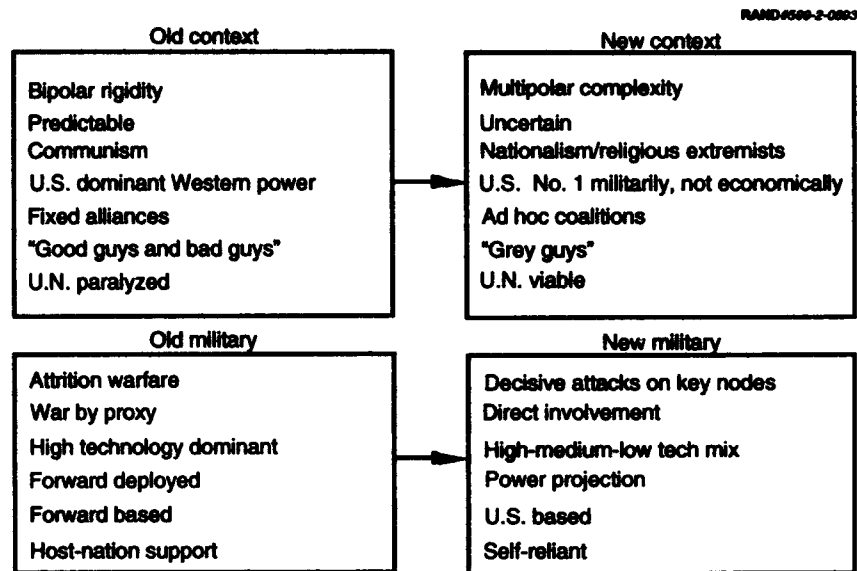 RAND#589-2-0893
Old context
Bipolar rigidity
Predictable
Communism
U.S. dominant Western power
Fixed alliances
"Good guys and bad guys"
U.N. paralyzed
New context
Multipolar complexity
Uncertain
Nationalism/religious extremists
U.S. No. 1 militarily, not economically
Ad hoc coalitions
"Grey guys"
U.N. viable
Old military
Attrition warfare
War by proxy
High technology dominant
Forward deployed
Forward based
Host-nation support
New military
Decisive attacks on key nodes
Direct involvement
High-medium-low tech mix
Power projection
U.S. based
Self-reliant